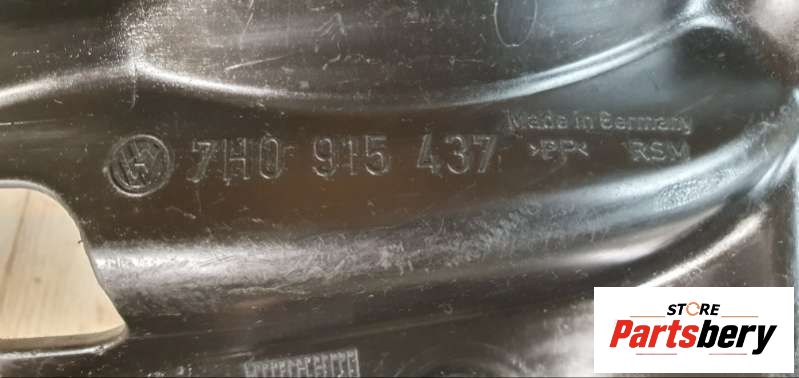 Made in Germany
7H0 915 437 >PP< RSM
STORE
Partsbery